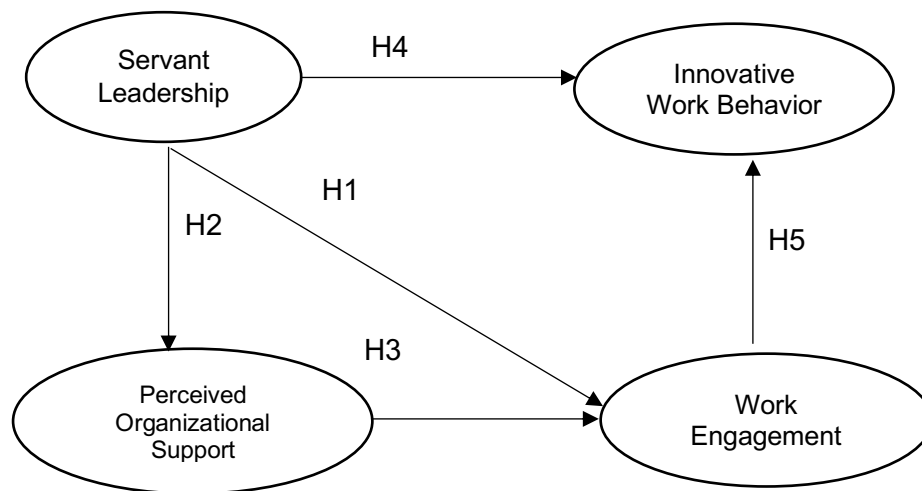 Servant
Leadership
H4
Innovative
Work Behavior
H1
H2
H5
H3
Perceived
Organizational
Support
Work
Engagement